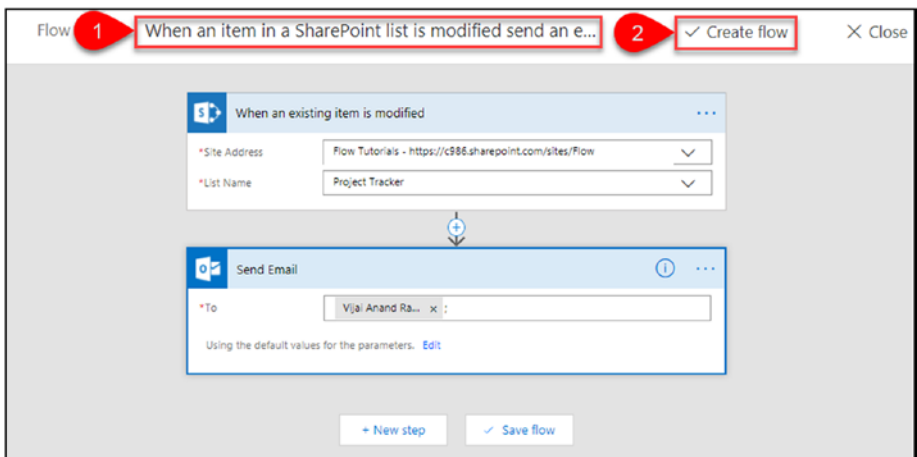 Flow 1 When an item in a SharePoint list is modified send an e... 2 ✓ Create flow × Close
S When an existing item is modified ...
*Site Address Flow Tutorials - https://c986.sharepoint.com/sites/Flow
*List Name Project Tracker
+
o Send Email i ...
*To Vijai Anand Ra... × ;
Using the default values for the parameters. Edit
+ New step ✓ Save flow